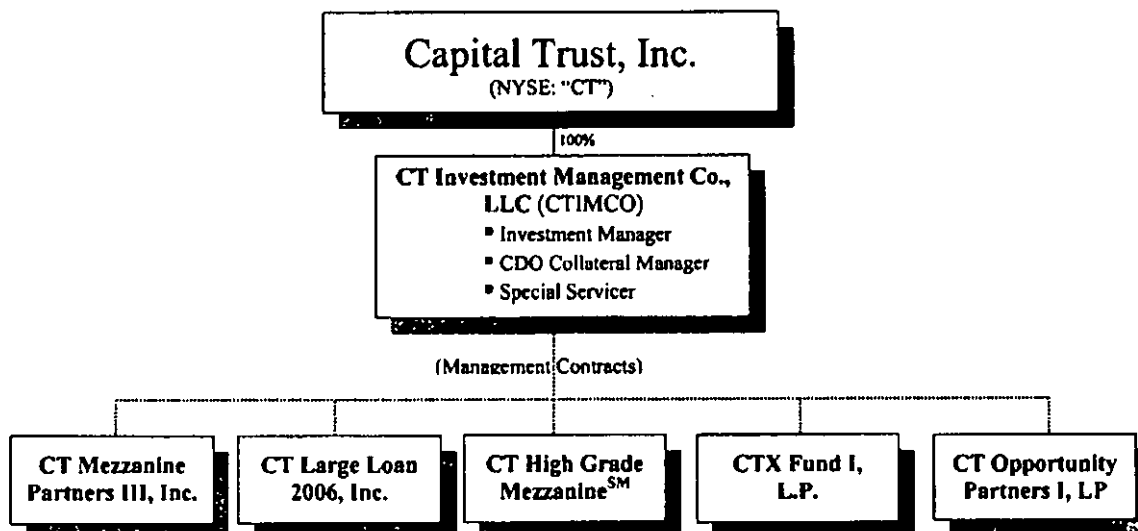 Capital Trust, Inc.
(NYSE: "CT")
100%
CT Investment Management Co.,
LLC (CTIMCO)
▪ Investment Manager
▪ CDO Collateral Manager
▪ Special Servicer
(Management Contracts)
CT Mezzanine
Partners III, Inc.
CT Large Loan
2006, Inc.
CT High Grade
Mezzanine℠
CTX Fund I,
L.P.
CT Opportunity
Partners I, LP